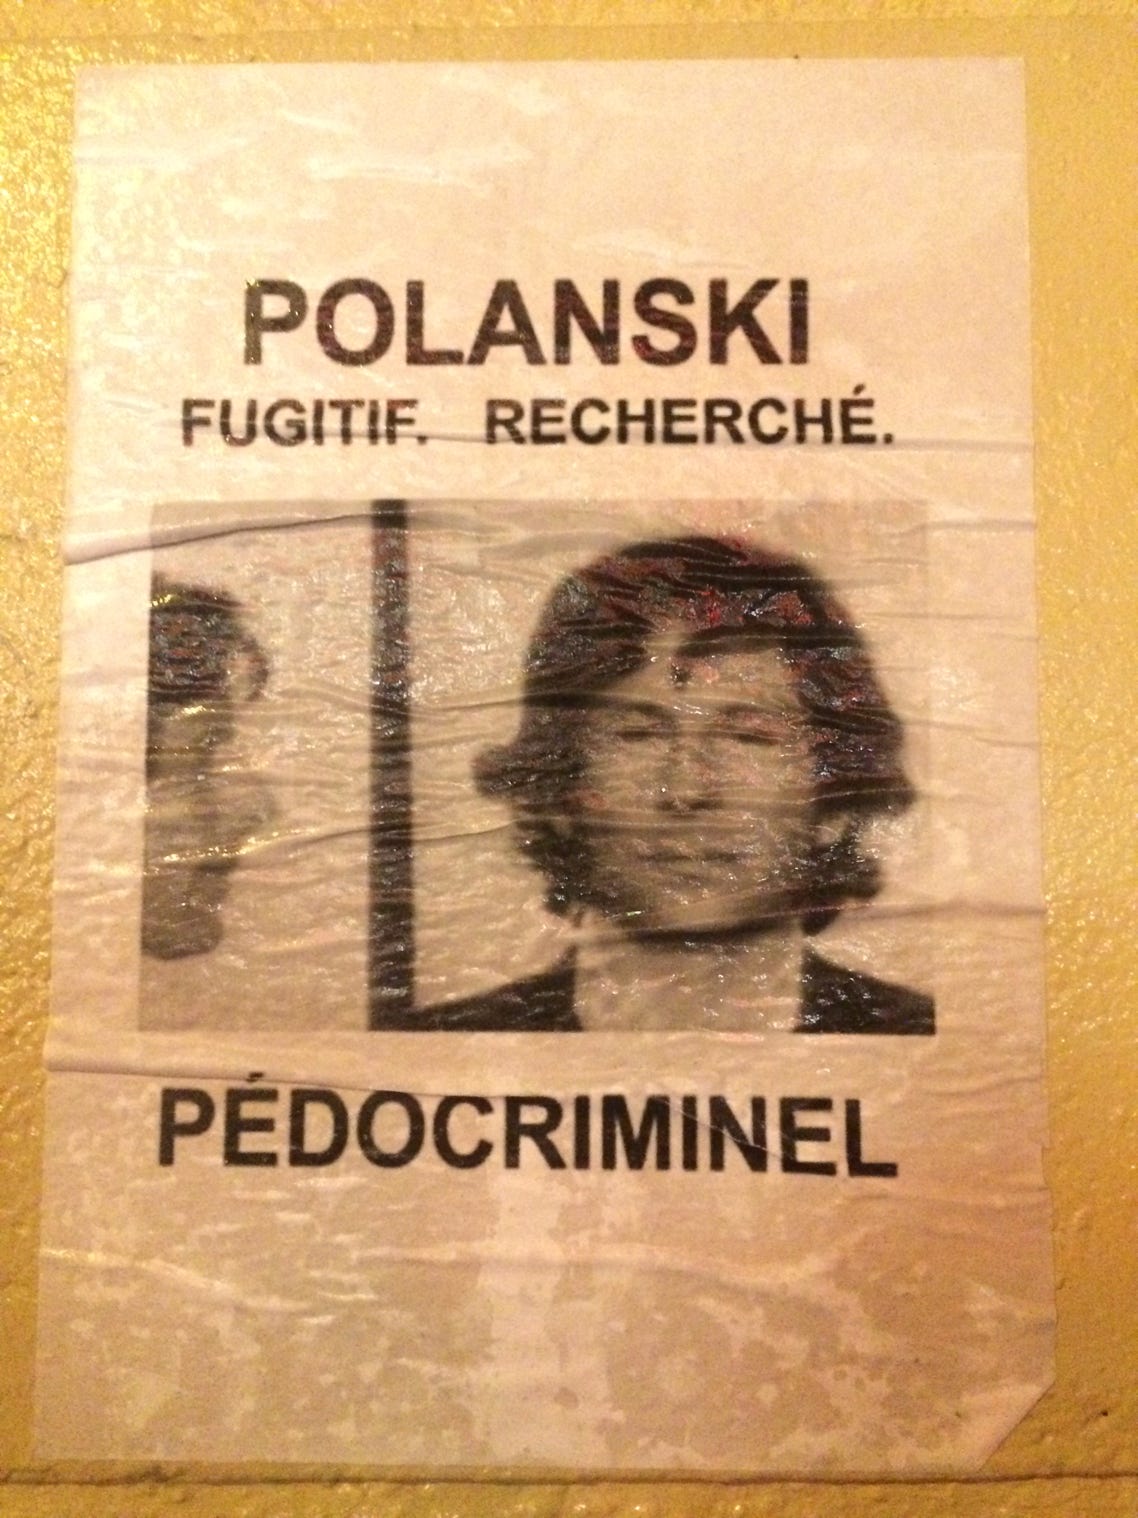 POLANSKI
FUGITIF. RECHERCHÉ.
PÉDOCRIMINEL